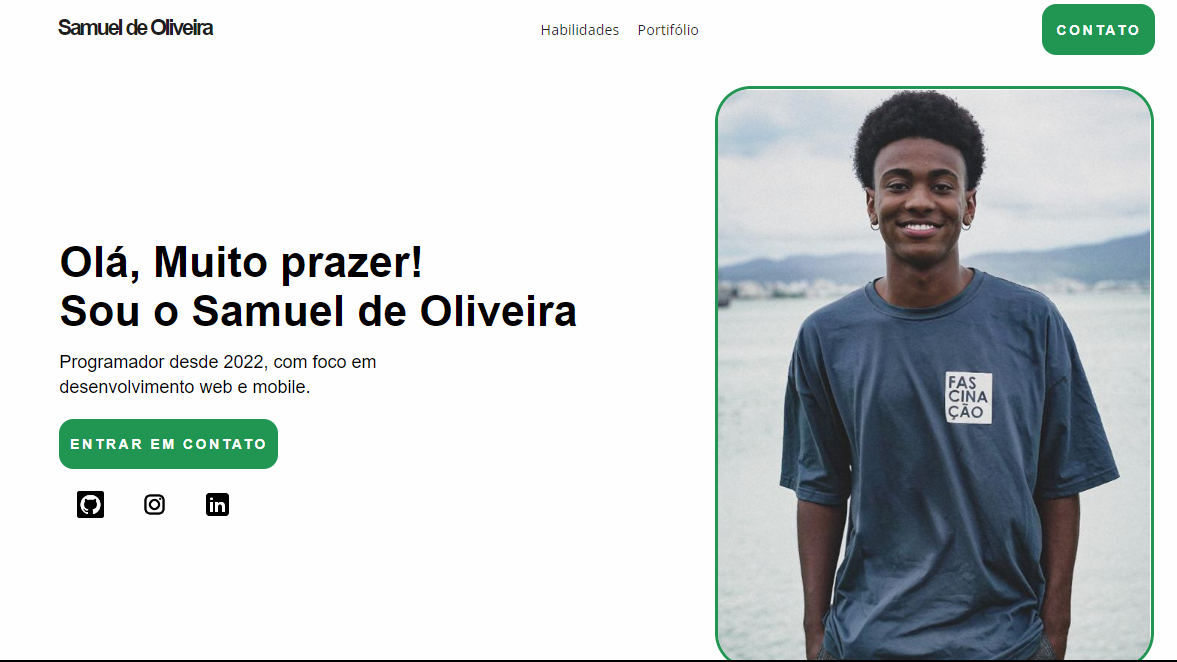 Samuel de Oliveira
Habilidades
Portifólio
CONTATO
Olá, Muito prazer!
Sou o Samuel de Oliveira
Programador desde 2022, com foco em
desenvolvimento web e mobile.
ENTRAR EM CONTATO
in
FAS
CINA
ÇÃO